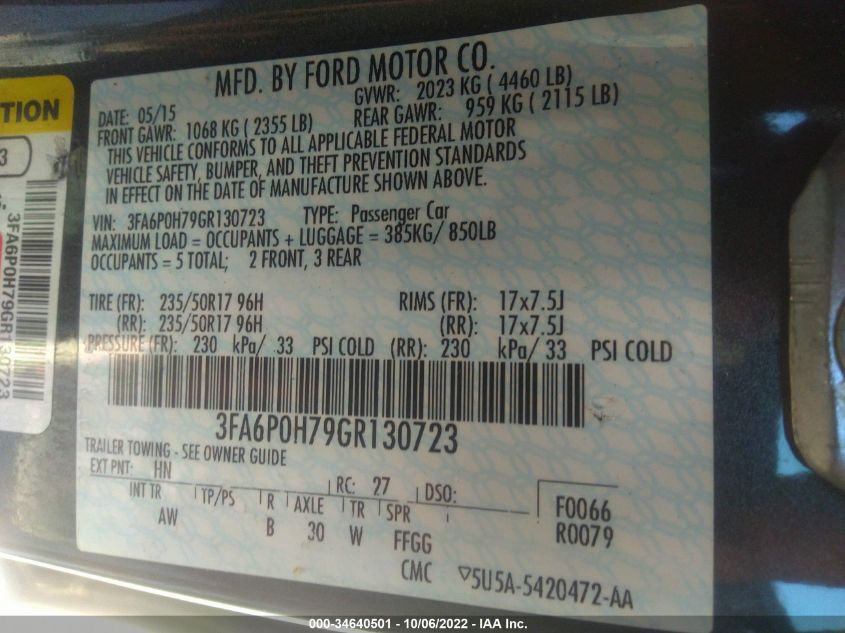 MFD. BY FORD MOTOR CO.
DATE: 05/15 GVWR: 2023 KG ( 4460 LB)
FRONT GAWR: 1068 KG ( 2355 LB) REAR GAWR: 959 KG ( 2115 LB)
THIS VEHICLE CONFORMS TO ALL APPLICABLE FEDERAL MOTOR
VEHICLE SAFETY, BUMPER, AND THEFT PREVENTION STANDARDS
IN EFFECT ON THE DATE OF MANUFACTURE SHOWN ABOVE.
VIN: 3FA6P0H79GR130723 TYPE: Passenger Car
MAXIMUM LOAD = OCCUPANTS + LUGGAGE = 385KG/ 850LB
OCCUPANTS = 5 TOTAL; 2 FRONT, 3 REAR
TIRE (FR): 235/50R17 96H RIMS (FR): 17x7.5J
(RR): 235/50R17 96H (RR): 17x7.5J
PRESSURE (FR): 230 kPa/ 33 PSI COLD (RR): 230 kPa/ 33 PSI COLD
3FA6P0H79GR130723
TRAILER TOWING - SEE OWNER GUIDE
EXT PNT: HN RC: 27 DSO:
INT TR TP/PS R AXLE TR SPR F0066
AW B 30 W FFGG R0079
CMC 5U5A-5420472-AA
TION
3
3FA6P0H79GR130723
000-34640501 - 10/06/2022 - IAA Inc.